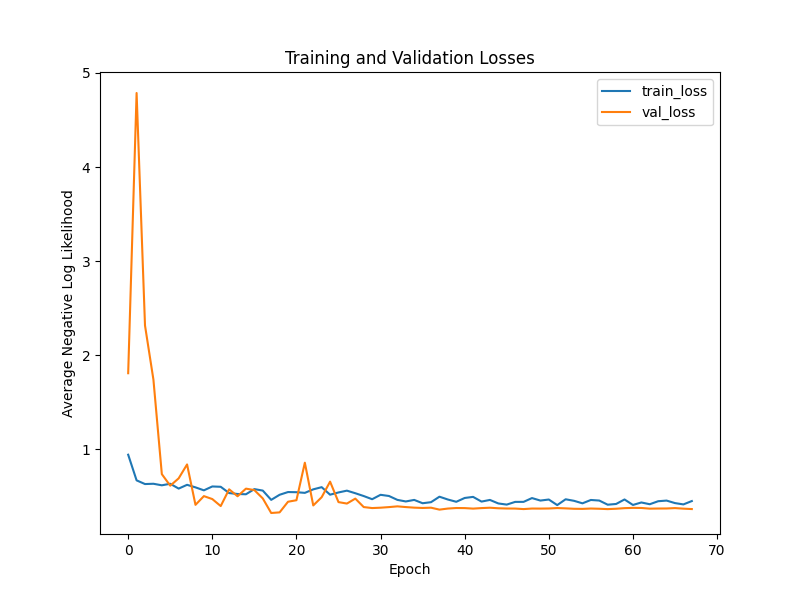 Training and Validation Losses
train_loss
val_loss
Average Negative Log Likelihood
5
4
3
2
1
0 10 20 30 40 50 60 70
Epoch